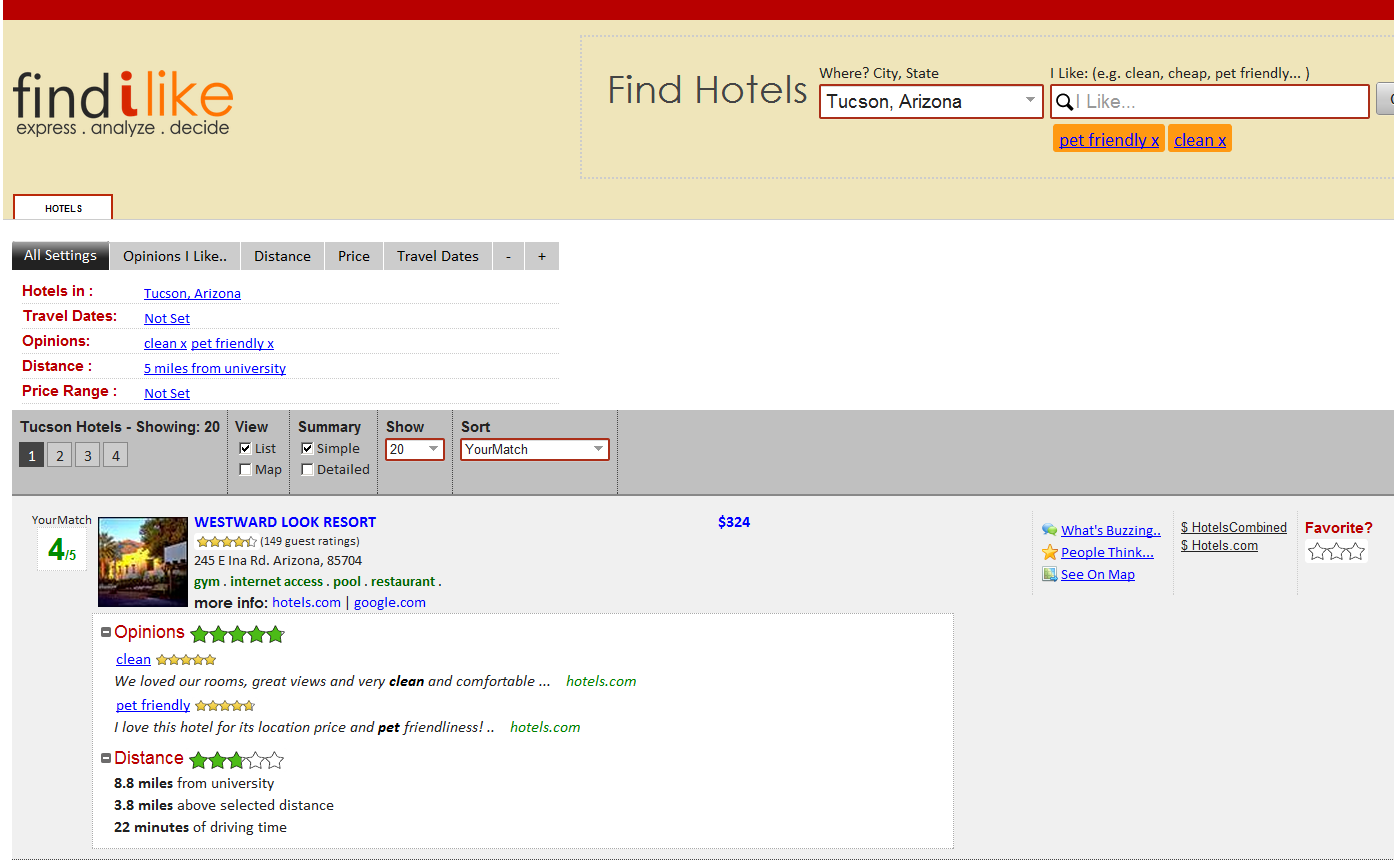 find i like
express . analyze . decide
Find Hotels
Where? City, State
I Like: (e.g. clean, cheap, pet friendly... )
Tucson, Arizona
I Like...
pet friendly x clean x
HOTELS
All Settings
Opinions I Like..
Distance
Price
Travel Dates
-
+
Hotels in : Tucson, Arizona
Travel Dates: Not Set
Opinions: clean x pet friendly x
Distance : 5 miles from university
Price Range : Not Set
Tucson Hotels - Showing: 20
1 2 3 4
View
List
Map
Summary
Simple
Detailed
Show
20
Sort
YourMatch
YourMatch
4/5
WESTWARD LOOK RESORT
$324
(149 guest ratings)
245 E Ina Rd. Arizona, 85704
gym . internet access . pool . restaurant .
more info: hotels.com | google.com
What's Buzzing..
People Think...
See On Map
$ HotelsCombined
$ Hotels.com
Favorite?
Opinions
clean
We loved our rooms, great views and very clean and comfortable ... hotels.com
pet friendly
I love this hotel for its location price and pet friendliness! .. hotels.com
Distance
8.8 miles from university
3.8 miles above selected distance
22 minutes of driving time